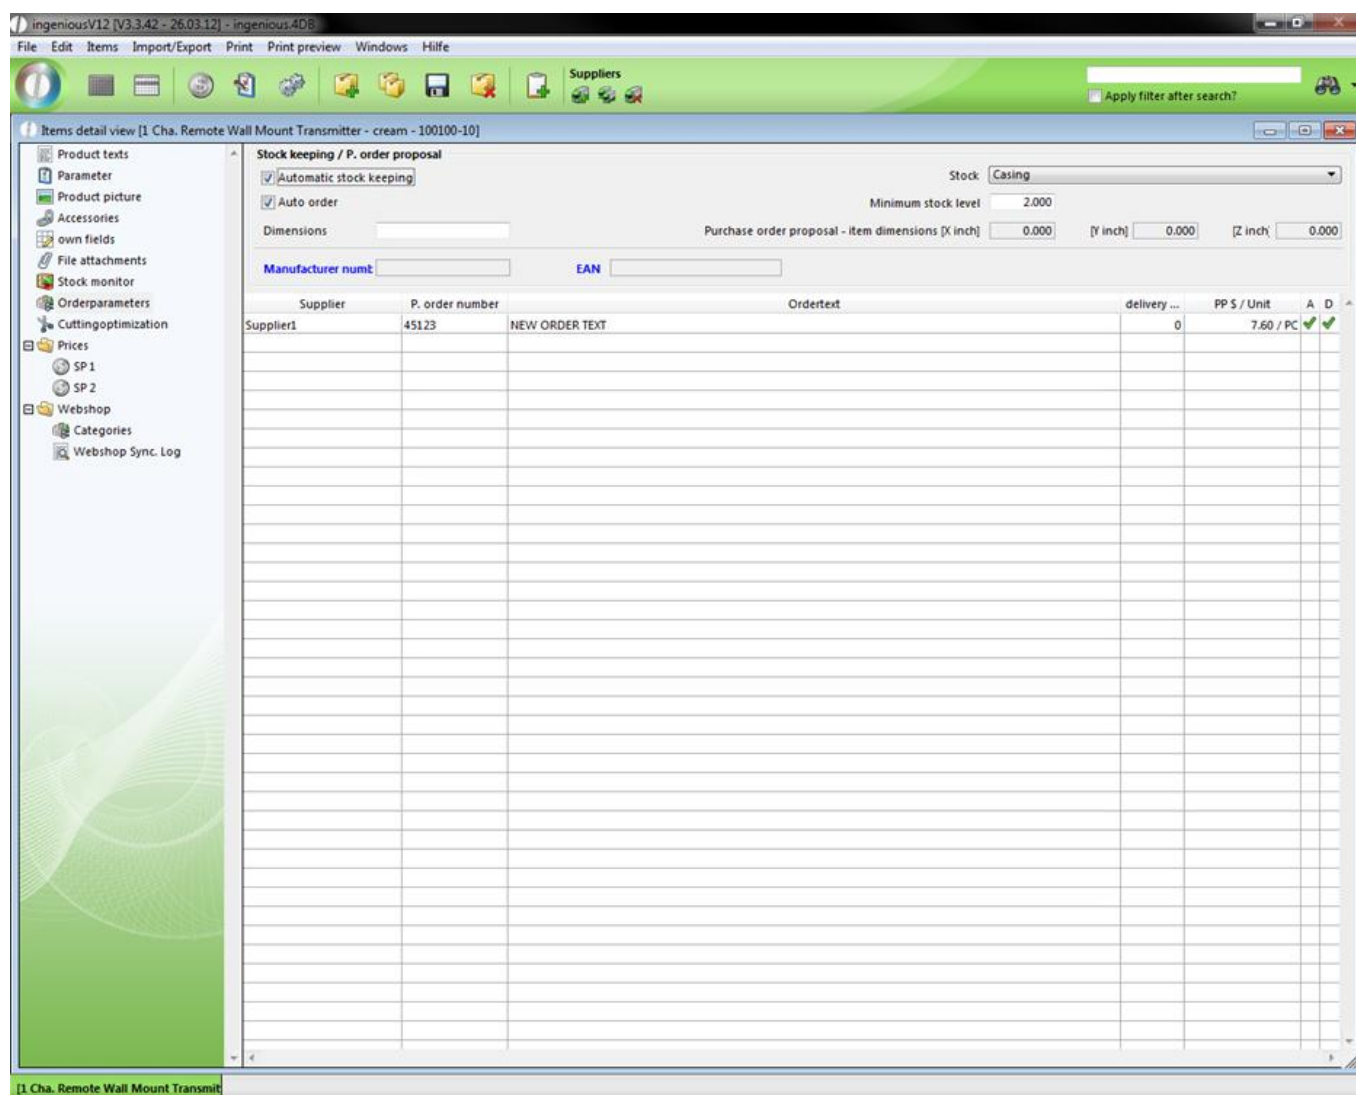 ingeniousV12 [V3.3.42 - 26.03.12] - ingenious.4DB
File Edit Items Import/Export Print Print preview Windows Hilfe
Suppliers
Apply filter after search?
Items detail view [1 Cha. Remote Wall Mount Transmitter - cream - 100100-10]
Product texts
Parameter
Product picture
Accessories
own fields
File attachments
Stock monitor
Orderparameters
Cuttingoptimization
Prices
SP 1
SP 2
Webshop
Categories
Webshop Sync. Log
Stock keeping / P. order proposal
Automatic stock keeping
Stock Casing
Auto order
Minimum stock level 2.000
Dimensions
Purchase order proposal - item dimensions [X inch] 0.000 [Y inch] 0.000 [Z inch 0.000
Manufacturer numb
EAN
Supplier P. order number Ordertext delivery ... PP $ / Unit A D
Supplier1 45123 NEW ORDER TEXT 0 7.60 / PC
[1 Cha. Remote Wall Mount Transmit